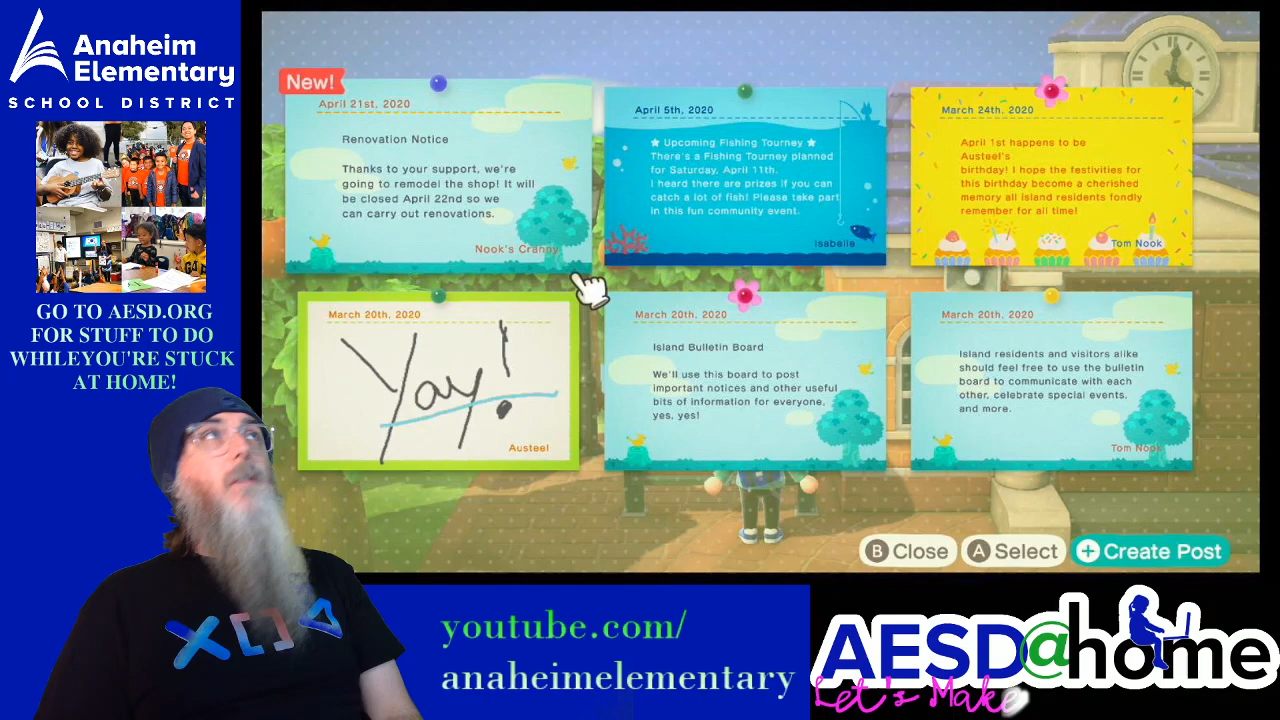 Anaheim
Elementary
SCHOOL DISTRICT
GO TO AESD.ORG
FOR STUFF TO DO
WHILEYOU'RE STUCK
AT HOME!
New!
April 21st, 2020
Renovation Notice
Thanks to your support, we're
going to remodel the shop! It will
be closed April 22nd so we
can carry out renovations.
Nook's Cranny
April 5th, 2020
★ Upcoming Fishing Tourney ★
There's a Fishing Tourney planned
for Saturday, April 11th.
I heard there are prizes if you can
catch a lot of fish! Please take part
in this fun community event.
Isabelle
March 24th, 2020
April 1st happens to be
Austeel's
birthday! I hope the festivities for
this birthday become a cherished
memory all island residents fondly
remember for all time!
Tom Nook
March 20th, 2020
Yay!
Austeel
March 20th, 2020
Island Bulletin Board
We'll use this board to post
important notices and other useful
bits of information for everyone,
yes, yes!
March 20th, 2020
Island residents and visitors alike
should feel free to use the bulletin
board to communicate with each
other, celebrate special events,
and more.
Tom Nook
B Close
A Select
+ Create Post
youtube.com/
anaheimelementary
AESD@home
Let's Make